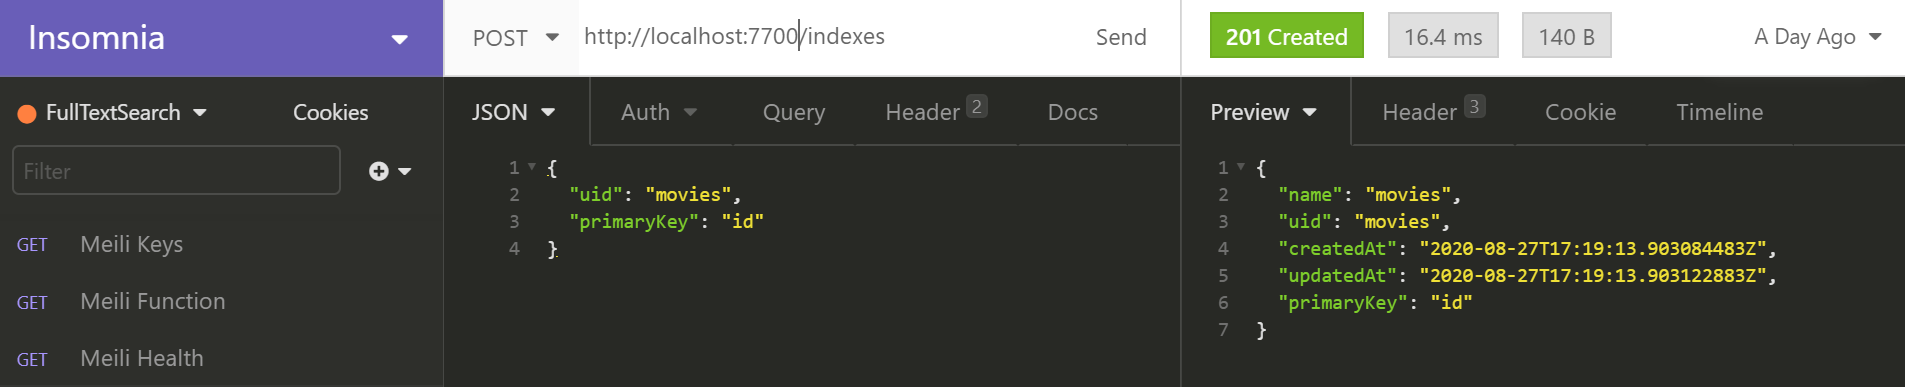 Insomnia
POST http://localhost:7700/indexes Send
201 Created 16.4 ms 140 B A Day Ago
FullTextSearch Cookies
Filter
GET Meili Keys
GET Meili Function
GET Meili Health
JSON Auth Query Header 2 Docs
1 {
2 "uid": "movies",
3 "primaryKey": "id"
4 }
Preview Header 3 Cookie Timeline
1 {
2 "name": "movies",
3 "uid": "movies",
4 "createdAt": "2020-08-27T17:19:13.903084483Z",
5 "updatedAt": "2020-08-27T17:19:13.903122883Z",
6 "primaryKey": "id"
7 }